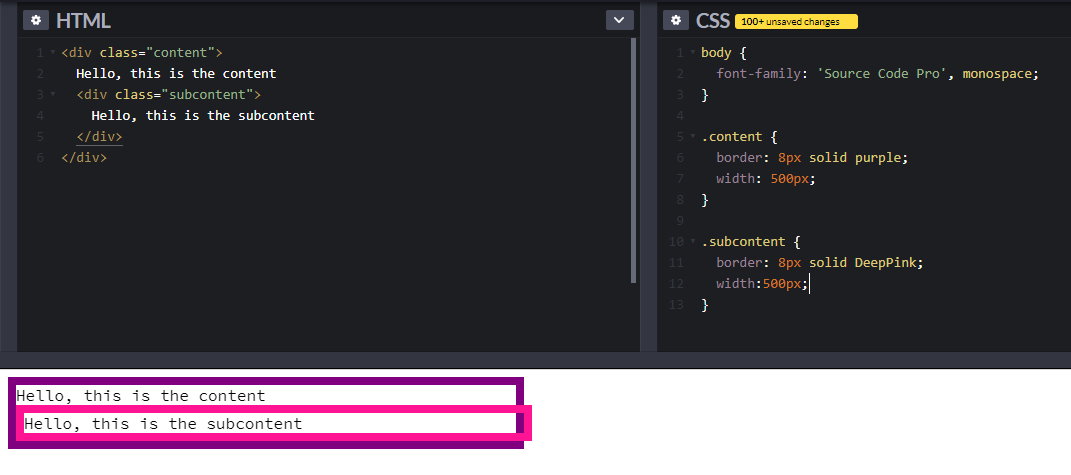 HTML
1 <div class="content">
2 Hello, this is the content
3 <div class="subcontent">
4 Hello, this is the subcontent
5 </div>
6 </div>
CSS 100+ unsaved changes
1 body {
2 font-family: 'Source Code Pro', monospace;
3 }
4
5 .content {
6 border: 8px solid purple;
7 width: 500px;
8 }
9
10 .subcontent {
11 border: 8px solid DeepPink;
12 width:500px;
13 }
Hello, this is the content
Hello, this is the subcontent